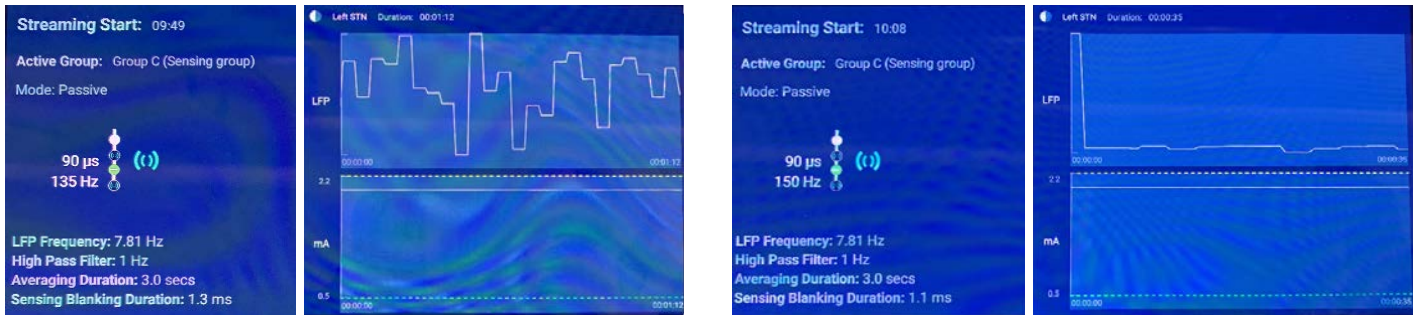 Streaming Start: 09:49
Active Group: Group C (Sensing group)
Mode: Passive
90 µs
135 Hz
LFP Frequency: 7.81 Hz
High Pass Filter: 1 Hz
Averaging Duration: 3.0 secs
Sensing Blanking Duration: 1.3 ms
Left STN Duration: 00:01:12
LFP
00:00:00 00:01:12
2.2
mA
0.5
00:00:00 00:01:12
Streaming Start: 10:08
Active Group: Group C (Sensing group)
Mode: Passive
90 µs
150 Hz
LFP Frequency: 7.81 Hz
High Pass Filter: 1 Hz
Averaging Duration: 3.0 secs
Sensing Blanking Duration: 1.1 ms
Left STN Duration: 00:00:35
LFP
00:00:00 00:00:35
2.2
mA
0.5
00:00:00 00:00:35